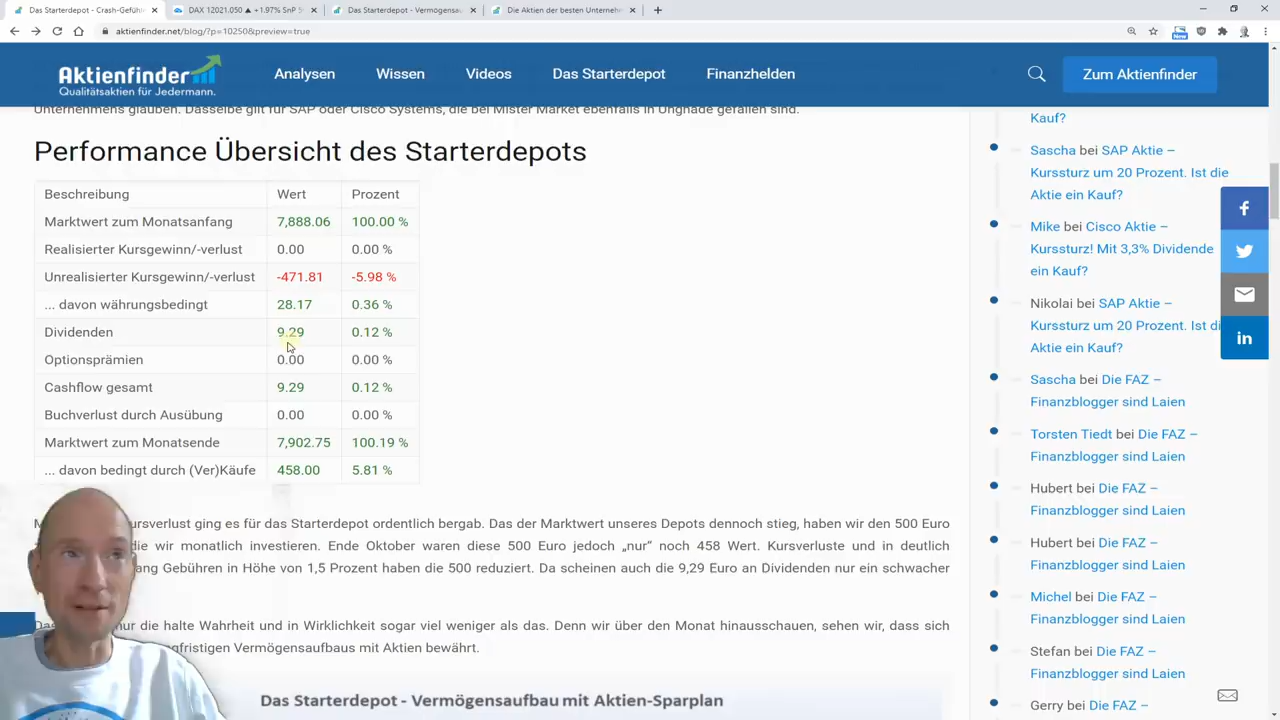 Das Starterdepot - Crash-Gefühl
DAX 12021,050 ▲ +1.97% SnP 5
Das Starterdepot - Vermögensau
Die Aktien der besten Unterneh
aktienfinder.net/blog/?p=10250&preview=true
New
Aktienfinder
Qualitätsaktien für Jedermann.
Analysen
Wissen
Videos
Das Starterdepot
Finanzhelden
Zum Aktienfinder
Unternehmens glauben. Dasselbe gilt für SAP oder Cisco Systems, die bei Mister Market ebenfalls in Ungnade gefallen sind.
Performance Übersicht des Starterdepots
Beschreibung Wert Prozent
Marktwert zum Monatsanfang 7,888.06 100.00 %
Realisierter Kursgewinn/-verlust 0.00 0.00 %
Unrealisierter Kursgewinn/-verlust -471.81 -5.98 %
... davon währungsbedingt 28.17 0.36 %
Dividenden 9.29 0.12 %
Optionsprämien 0.00 0.00 %
Cashflow gesamt 9.29 0.12 %
Buchverlust durch Ausübung 0.00 0.00 %
Marktwert zum Monatsende 7,902.75 100.19 %
... davon bedingt durch (Ver)Käufe 458.00 5.81 %
ursverlust ging es für das Starterdepot ordentlich bergab. Das der Marktwert unseres Depots dennoch stieg, haben wir den 500 Euro
die wir monatlich investieren. Ende Oktober waren diese 500 Euro jedoch „nur“ noch 458 Wert. Kursverluste und in deutlich
ang Gebühren in Höhe von 1,5 Prozent haben die 500 reduziert. Da scheinen auch die 9,29 Euro an Dividenden nur ein schwacher
nur die halte Wahrheit und in Wirklichkeit sogar viel weniger als das. Denn wir über den Monat hinausschauen, sehen wir, dass sich
ngfristigen Vermögensaufbaus mit Aktien bewährt.
Das Starterdepot - Vermögensaufbau mit Aktien-Sparplan
Kauf?
Sascha bei SAP Aktie –
Kurssturz um 20 Prozent. Ist die
Aktie ein Kauf?
Mike bei Cisco Aktie –
Kurssturz! Mit 3,3% Dividende
ein Kauf?
Nikolai bei SAP Aktie –
Kurssturz um 20 Prozent. Ist di
Aktie ein Kauf?
Sascha bei Die FAZ –
Finanzblogger sind Laien
Torsten Tiedt bei Die FAZ –
Finanzblogger sind Laien
Hubert bei Die FAZ –
Finanzblogger sind Laien
Hubert bei Die FAZ –
Finanzblogger sind Laien
Michel bei Die FAZ –
Finanzblogger sind Laien
Stefan bei Die FAZ –
Finanzblogger sind Laien
Gerry bei Die FAZ –
f
in